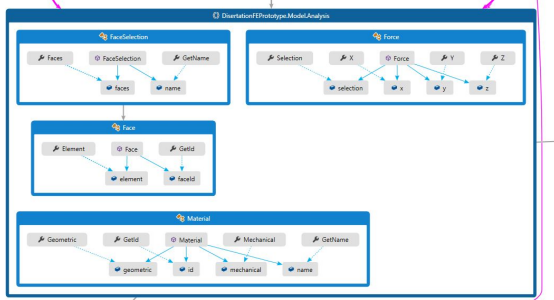 DisertationFEPrototype.Model.Analysis
FaceSelection
Faces FaceSelection GetName
faces name
Force
Selection X Force Y Z
selection x y z
Face
Element Face GetId
element faceId
Material
Geometric GetId Material Mechanical GetName
geometric id mechanical name